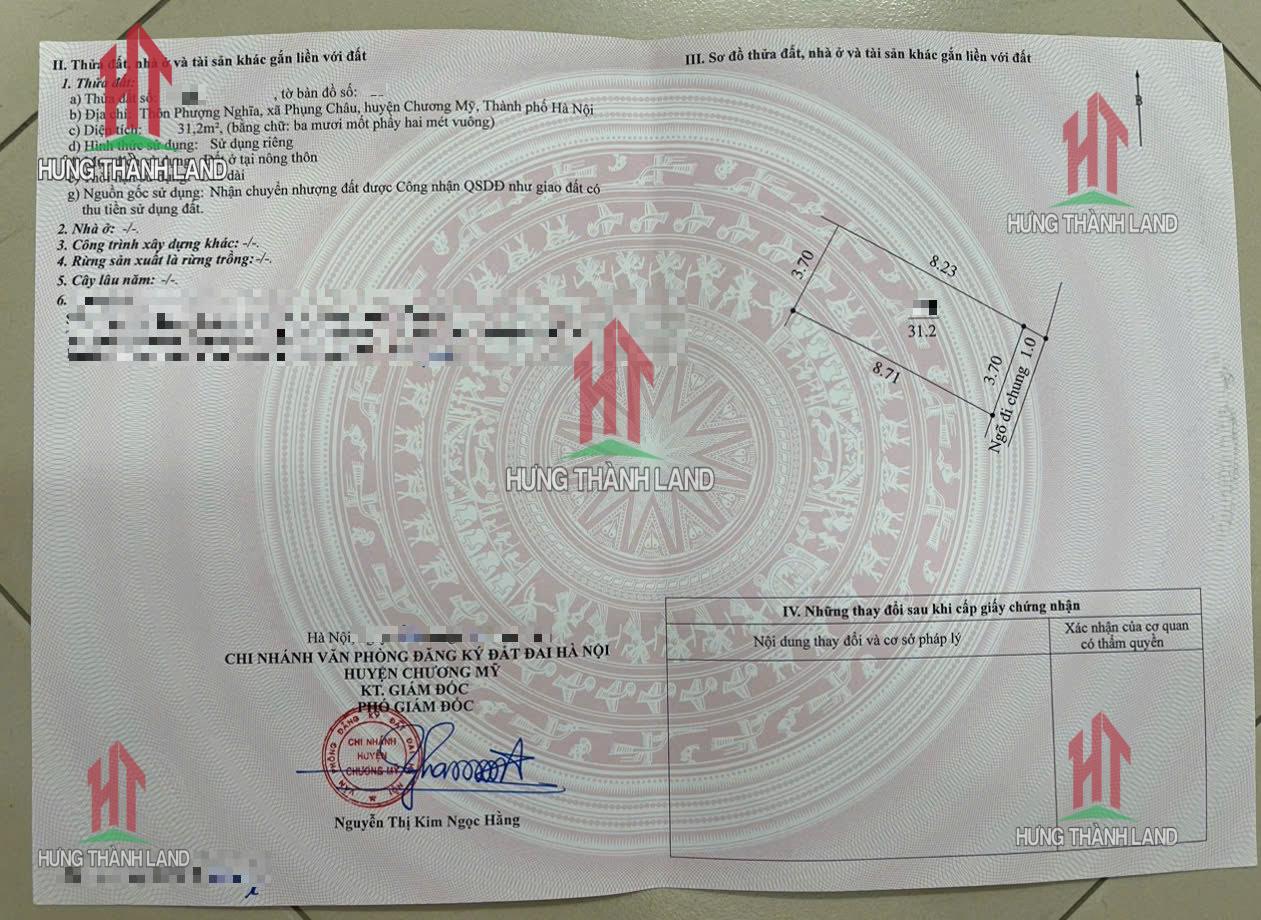 II. Thửa đất, nhà ở và tài sản khác gắn liền với đất
1. Thửa đất:
a) Thửa đất số: , tờ bản đồ số:
b) Địa chỉ: Thôn Phượng Nghĩa, xã Phụng Châu, huyện Chương Mỹ, Thành phố Hà Nội
c) Diện tích: 31,2m², (bằng chữ: ba mươi mốt phẩy hai mét vuông)
d) Hình thức sử dụng: Sử dụng riêng
ở tại nông thôn
dài
g) Nguồn gốc sử dụng: Nhận chuyển nhượng đất được Công nhận QSDĐ như giao đất có
thu tiền sử dụng đất.
2. Nhà ở: -/-.
3. Công trình xây dựng khác: -/-.
4. Rừng sản xuất là rừng trồng:-/-.
5. Cây lâu năm: -/-.
6.
Hà Nội,
CHI NHÁNH VĂN PHÒNG ĐĂNG KÝ ĐẤT ĐAI HÀ NỘI
HUYỆN CHƯƠNG MỸ
KT. GIÁM ĐỐC
PHÓ GIÁM ĐỐC
VĂN PHÒNG ĐĂNG KÝ ĐẤT ĐAI
NỘI
CHI NHÁNH
HUYỆN
CHƯƠNG MỸ
Nguyễn Thị Kim Ngọc Hằng
III. Sơ đồ thửa đất, nhà ở và tài sản khác gắn liền với đất
B
3.70
8.23
31.2
8.71
3.70
Ngõ đi chung 1.0
IV. Những thay đổi sau khi cấp giấy chứng nhận
Nội dung thay đổi và cơ sở pháp lý
Xác nhận của cơ quan
có thẩm quyền
HƯNG THÀNH LAND
HƯNG THÀNH LAND
HƯNG THÀNH LAND
HƯNG THÀNH LAND
HƯNG THÀNH LAND